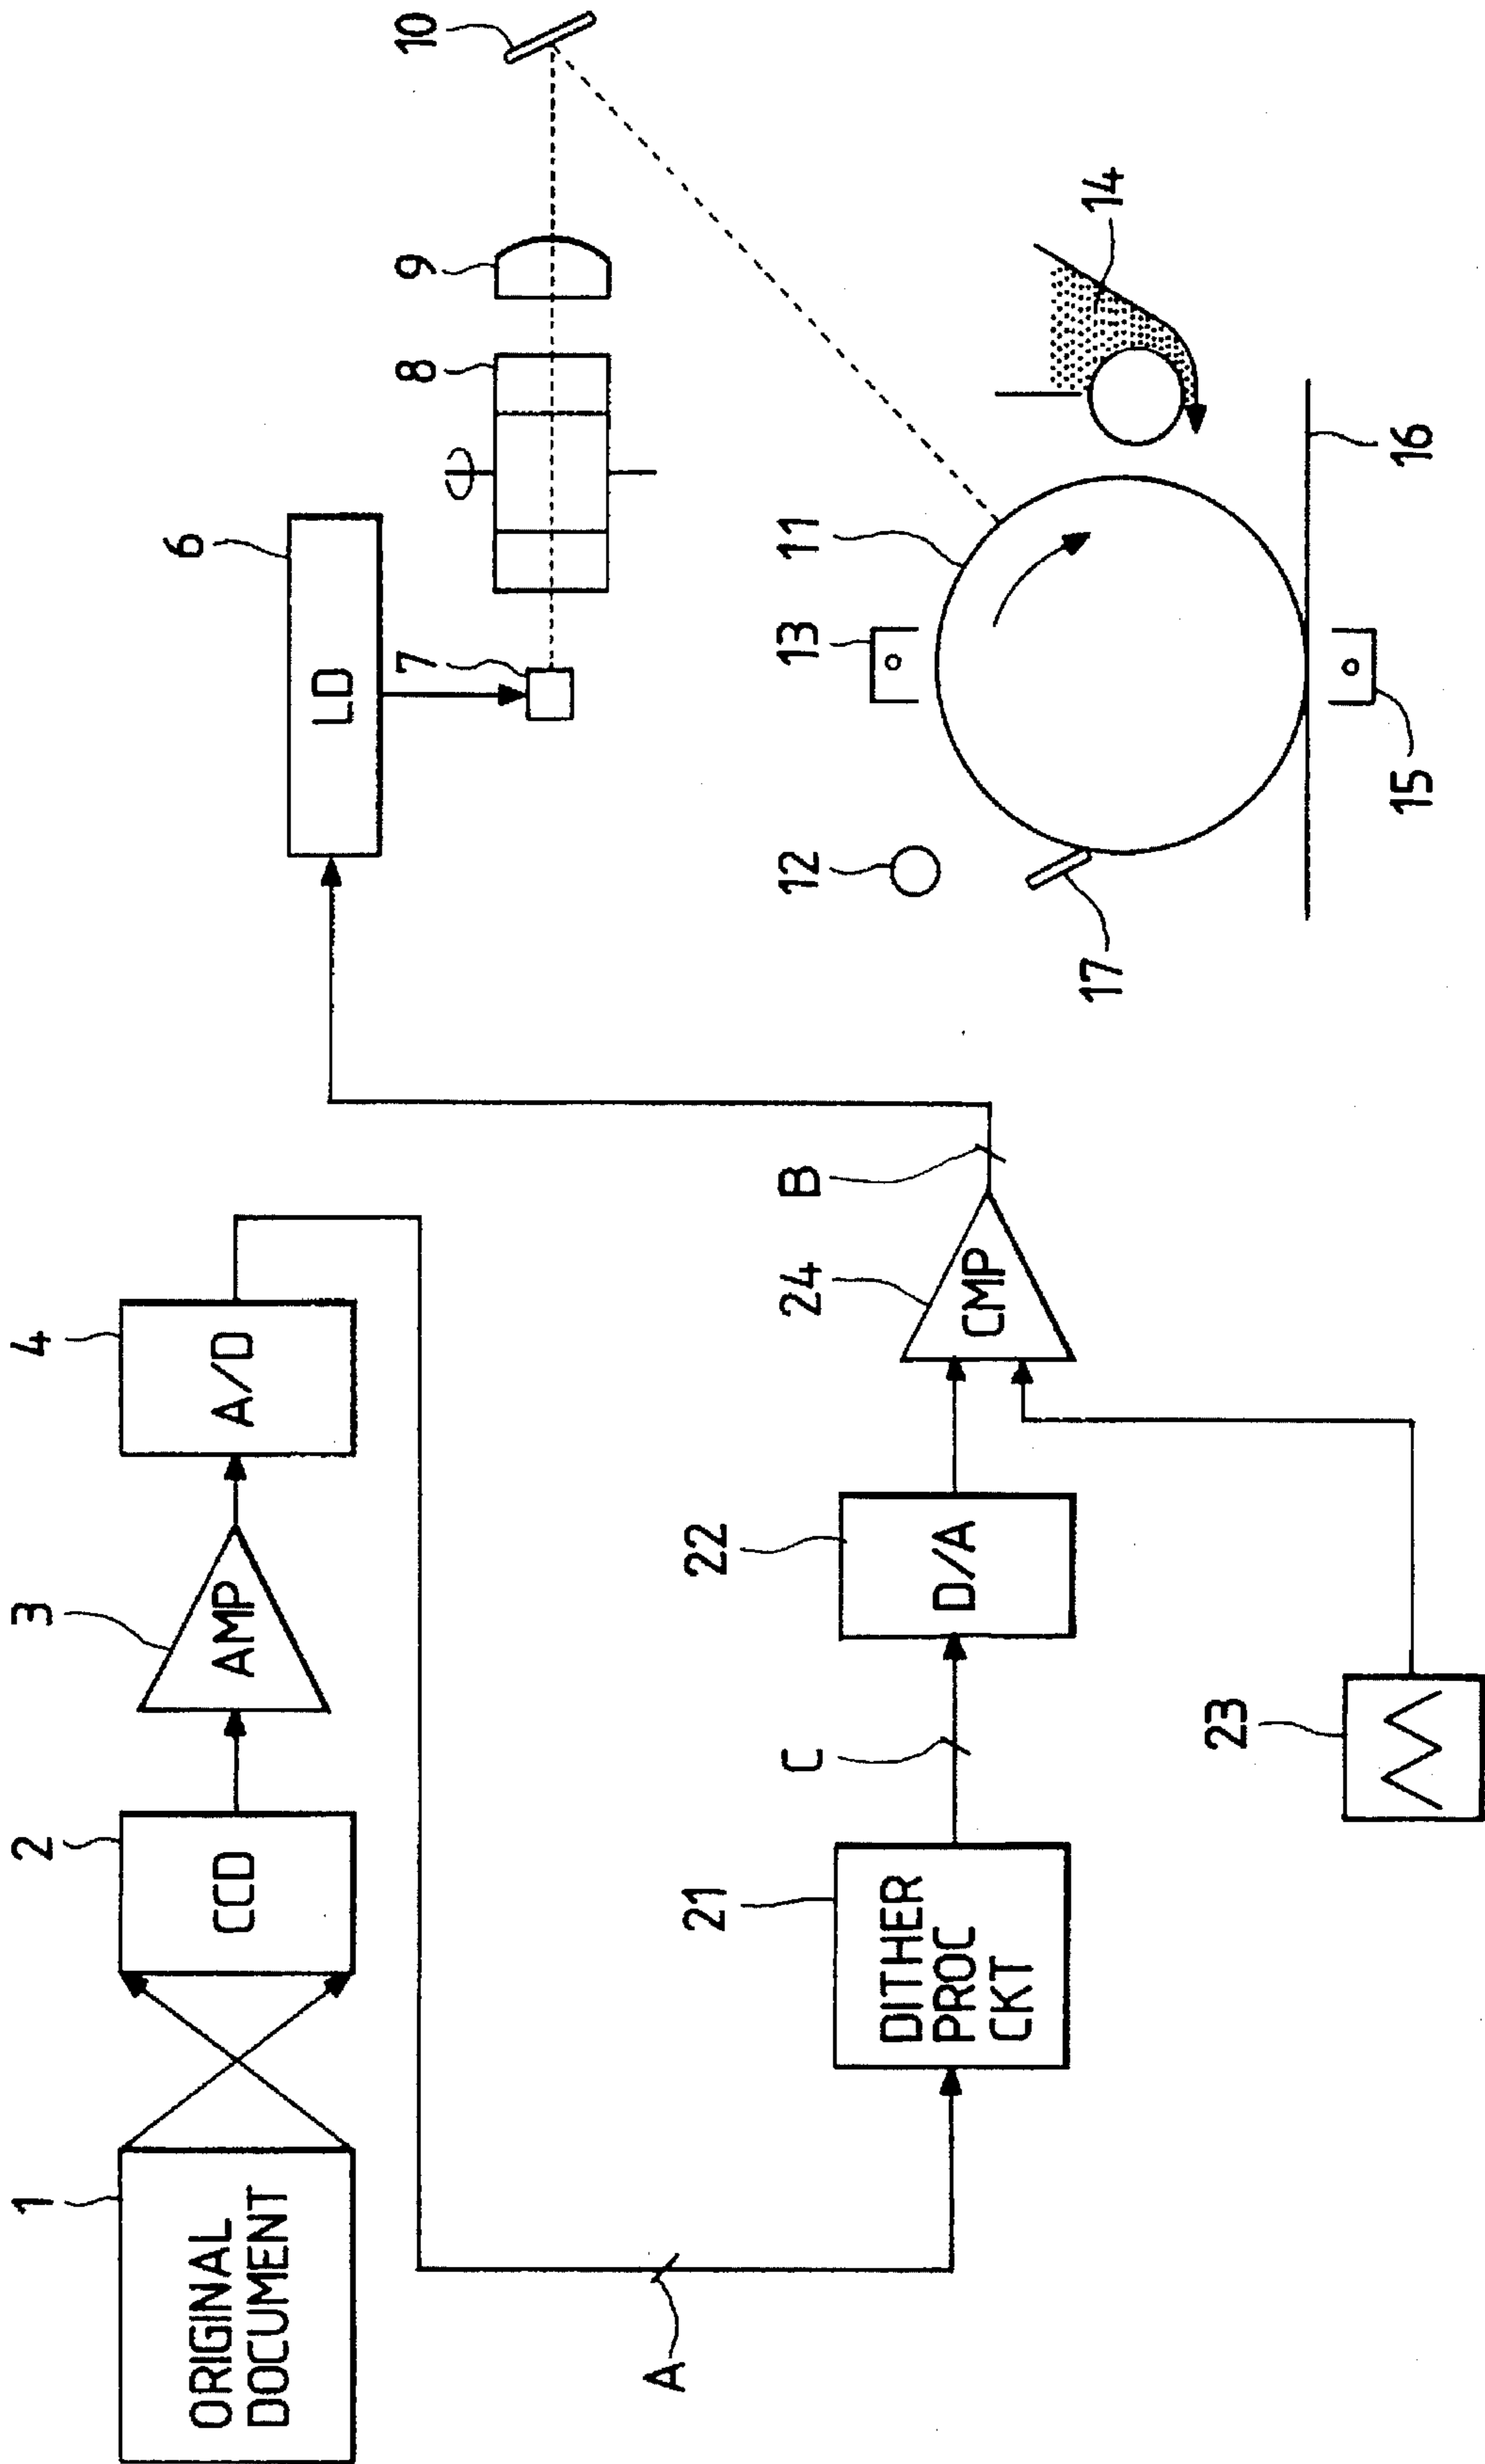 1
ORIGINAL
DOCUMENT
2
CCD
3
AMP
4
A/D
6
LD
7
8
9
10
A
21
DITHER
PROC
CKT
C
22
D/A
24
CMP
B
23
12
13
11
14
17
15
16